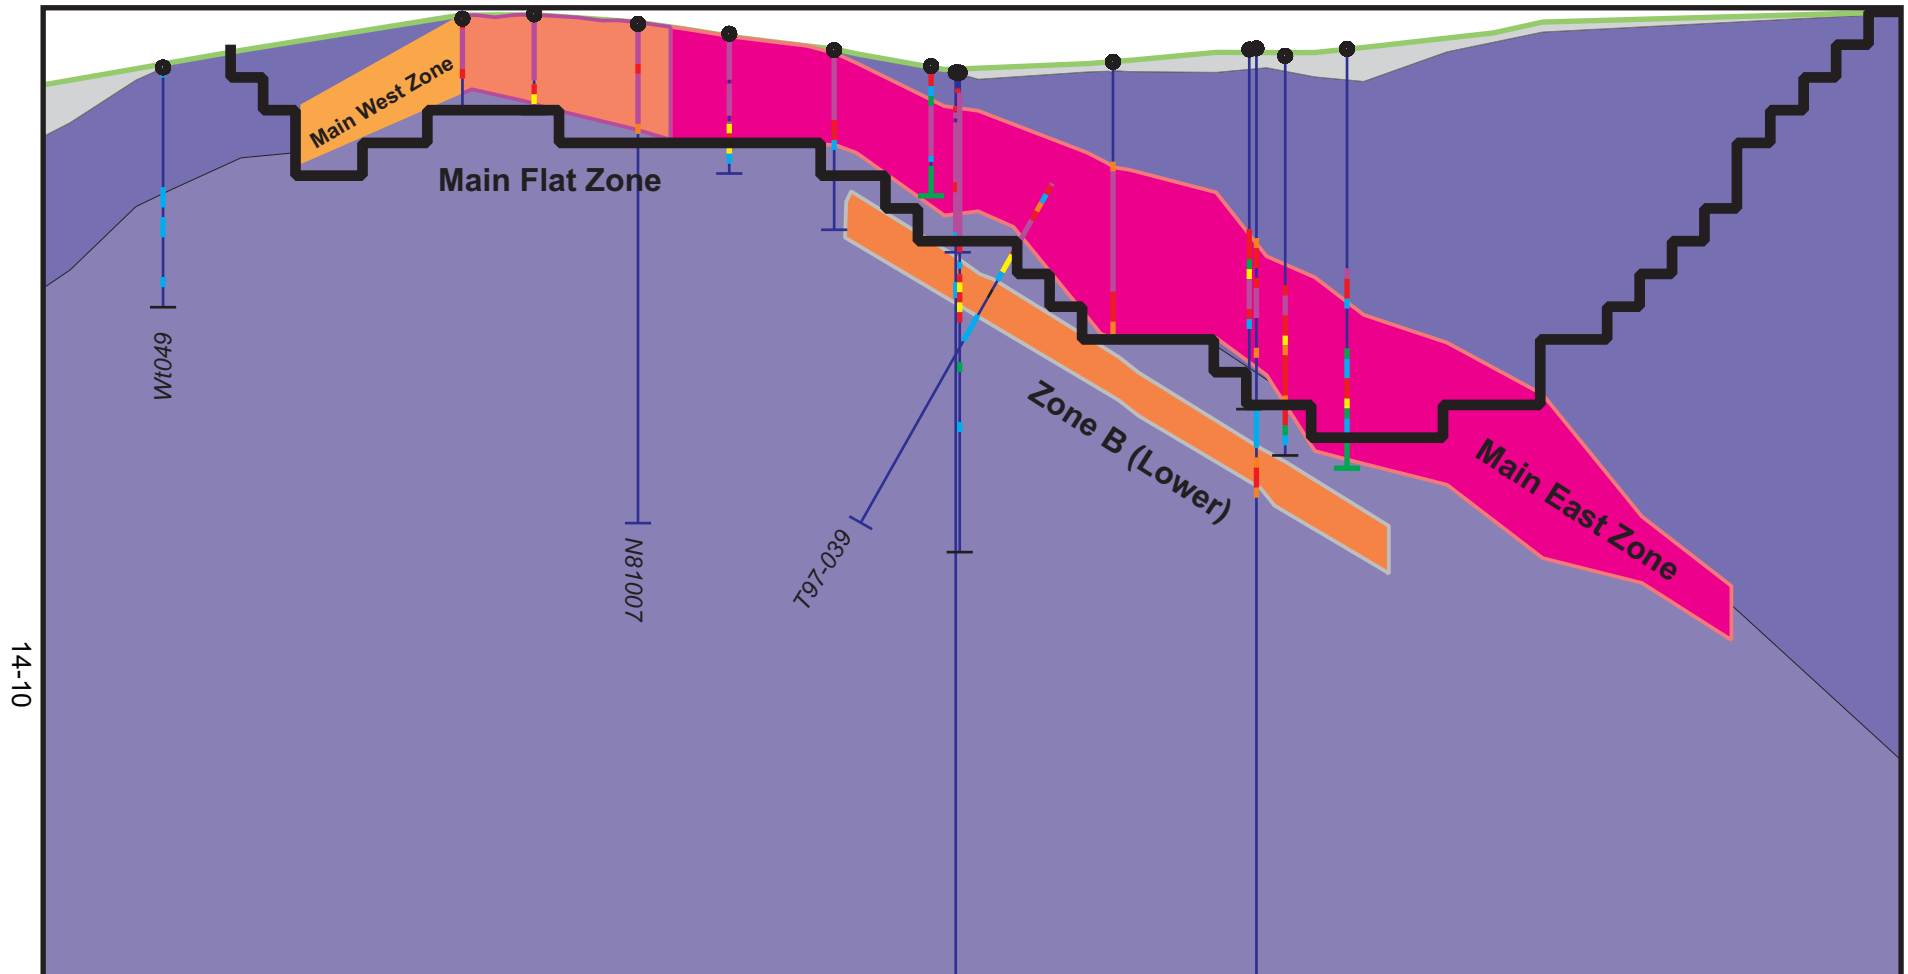 Main West Zone
Main Flat Zone
Wt049
N81007
T97-039
Zone B (Lower)
Main East Zone
14-10